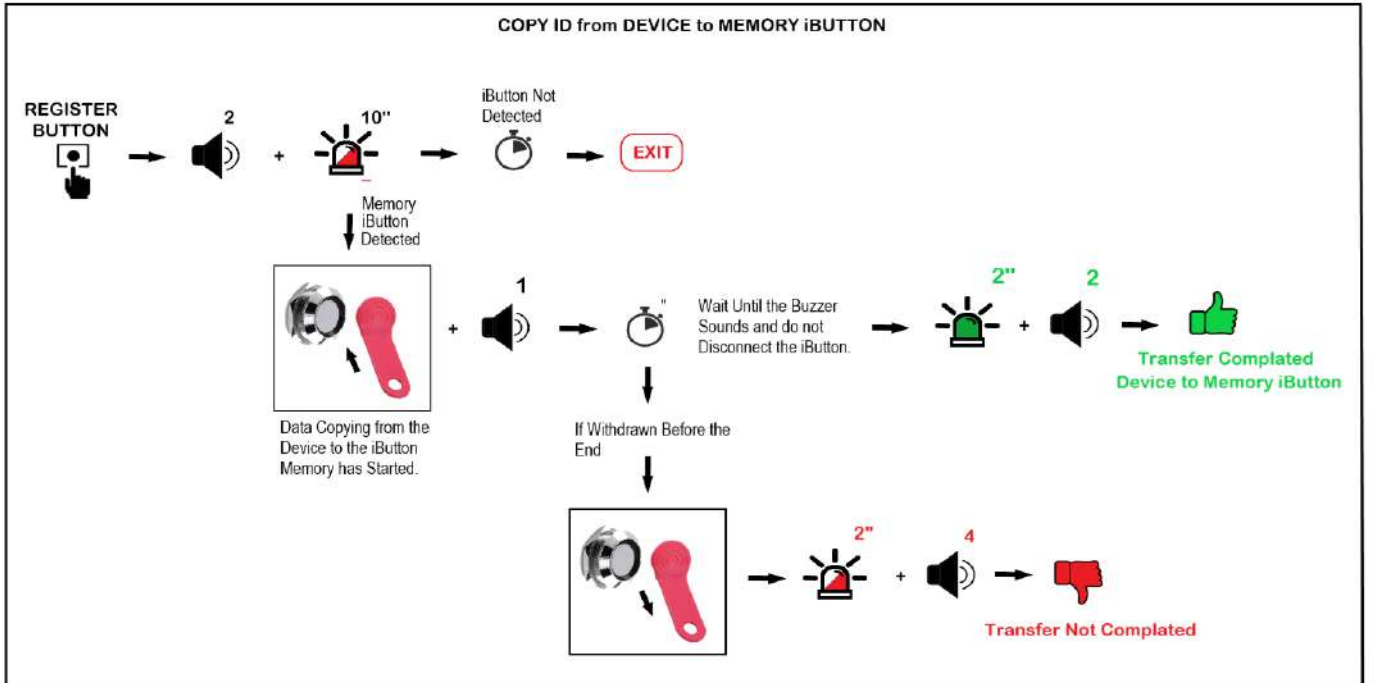 COPY ID from DEVICE to MEMORY iBUTTON
REGISTER
BUTTON
2
+
10"
iButton Not
Detected
EXIT
Memory
iButton
Detected
+
1
"
Wait Until the Buzzer
Sounds and do not
Disconnect the iButton.
2"
+
2
Transfer Complated
Device to Memory iButton
Data Copying from the
Device to the iButton
Memory has Started.
If Withdrawn Before the
End
2"
+
4
Transfer Not Complated